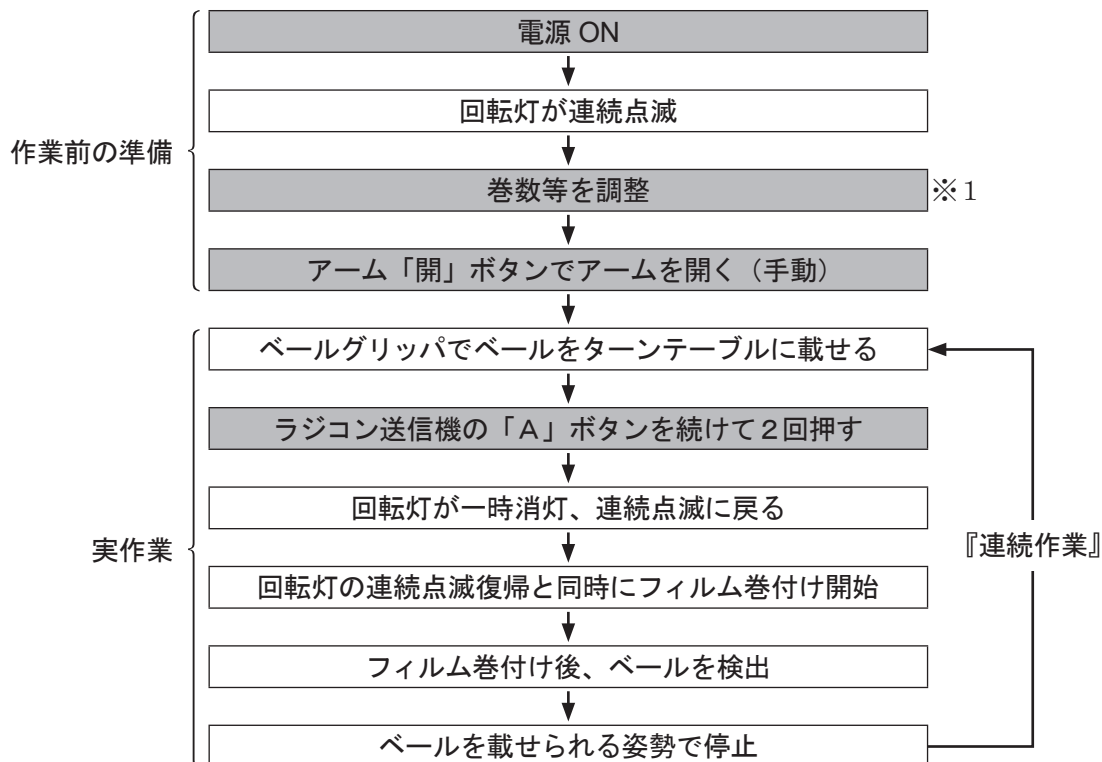 電源 ON
回転灯が連続点滅
作業前の準備
巻数等を調整
※１
アーム「開」ボタンでアームを開く（手動）
ベールグリッパでベールをターンテーブルに載せる
ラジコン送信機の「Ａ」ボタンを続けて２回押す
回転灯が一時消灯、連続点滅に戻る
実作業
『連続作業』
回転灯の連続点滅復帰と同時にフィルム巻付け開始
フィルム巻付け後、ベールを検出
ベールを載せられる姿勢で停止